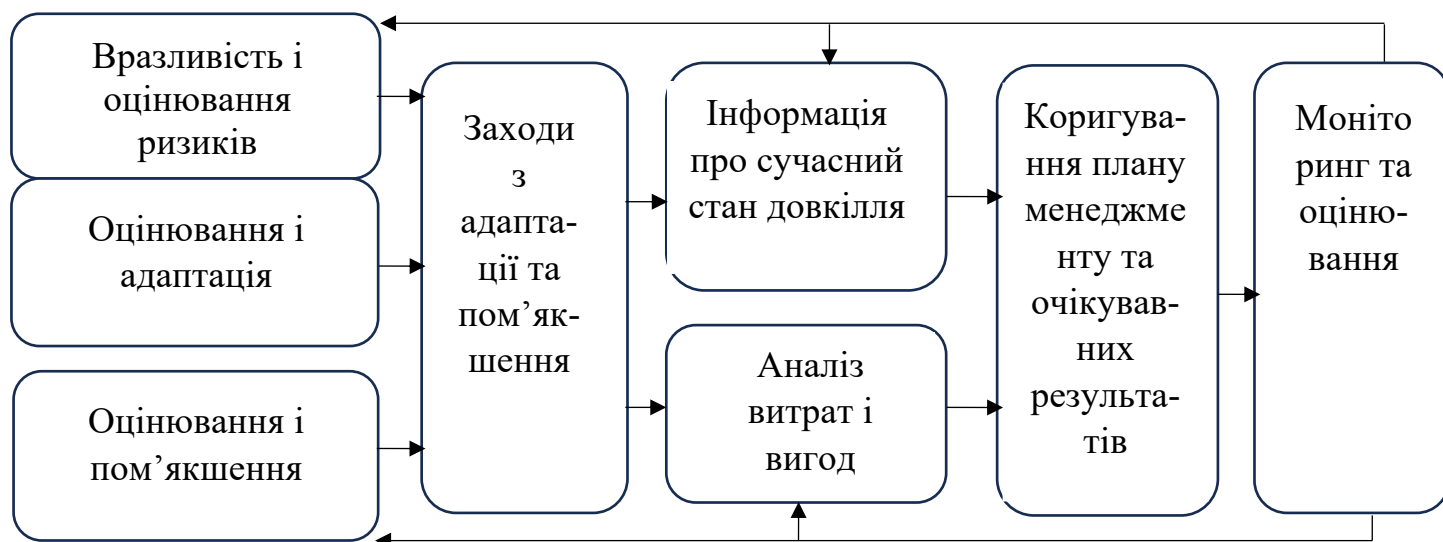 Вразливість і
оцінювання
ризиків
Оцінювання і
адаптація
Оцінювання і
пом’якшення
Заходи
з
адапта-
ції та
пом’як-
шення
Інформація
про сучасний
стан довкілля
Аналіз
витрат і
вигод
Коригува-
ння плану
менеджме
нту та
очікував-
них
результа-
тів
Моніто
ринг та
оціню-
вання